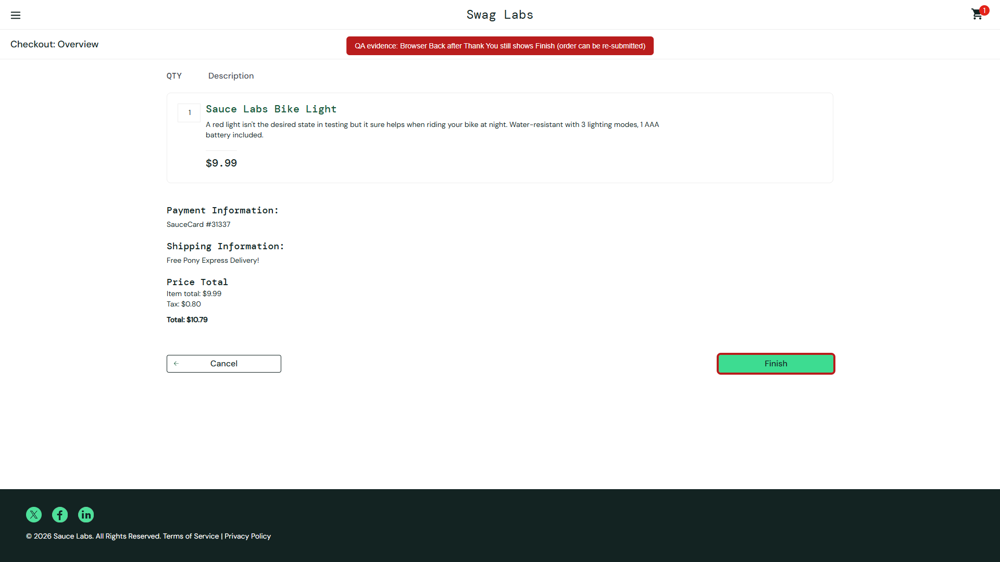 Swag Labs
1
Checkout: Overview
QA evidence: Browser Back after Thank You still shows Finish (order can be re-submitted)
QTY Description
1
Sauce Labs Bike Light
A red light isn't the desired state in testing but it sure helps when riding your bike at night. Water-resistant with 3 lighting modes, 1 AAA
battery included.
$9.99
Payment Information:
SauceCard #31337
Shipping Information:
Free Pony Express Delivery!
Price Total
Item total: $9.99
Tax: $0.80
Total: $10.79
Cancel
Finish
© 2026 Sauce Labs. All Rights Reserved. Terms of Service | Privacy Policy